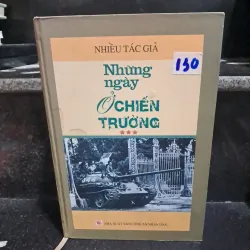 NHIỀU TÁC GIẢ
130
Những
ngày
Ở CHIẾN
TRƯỜNG
***